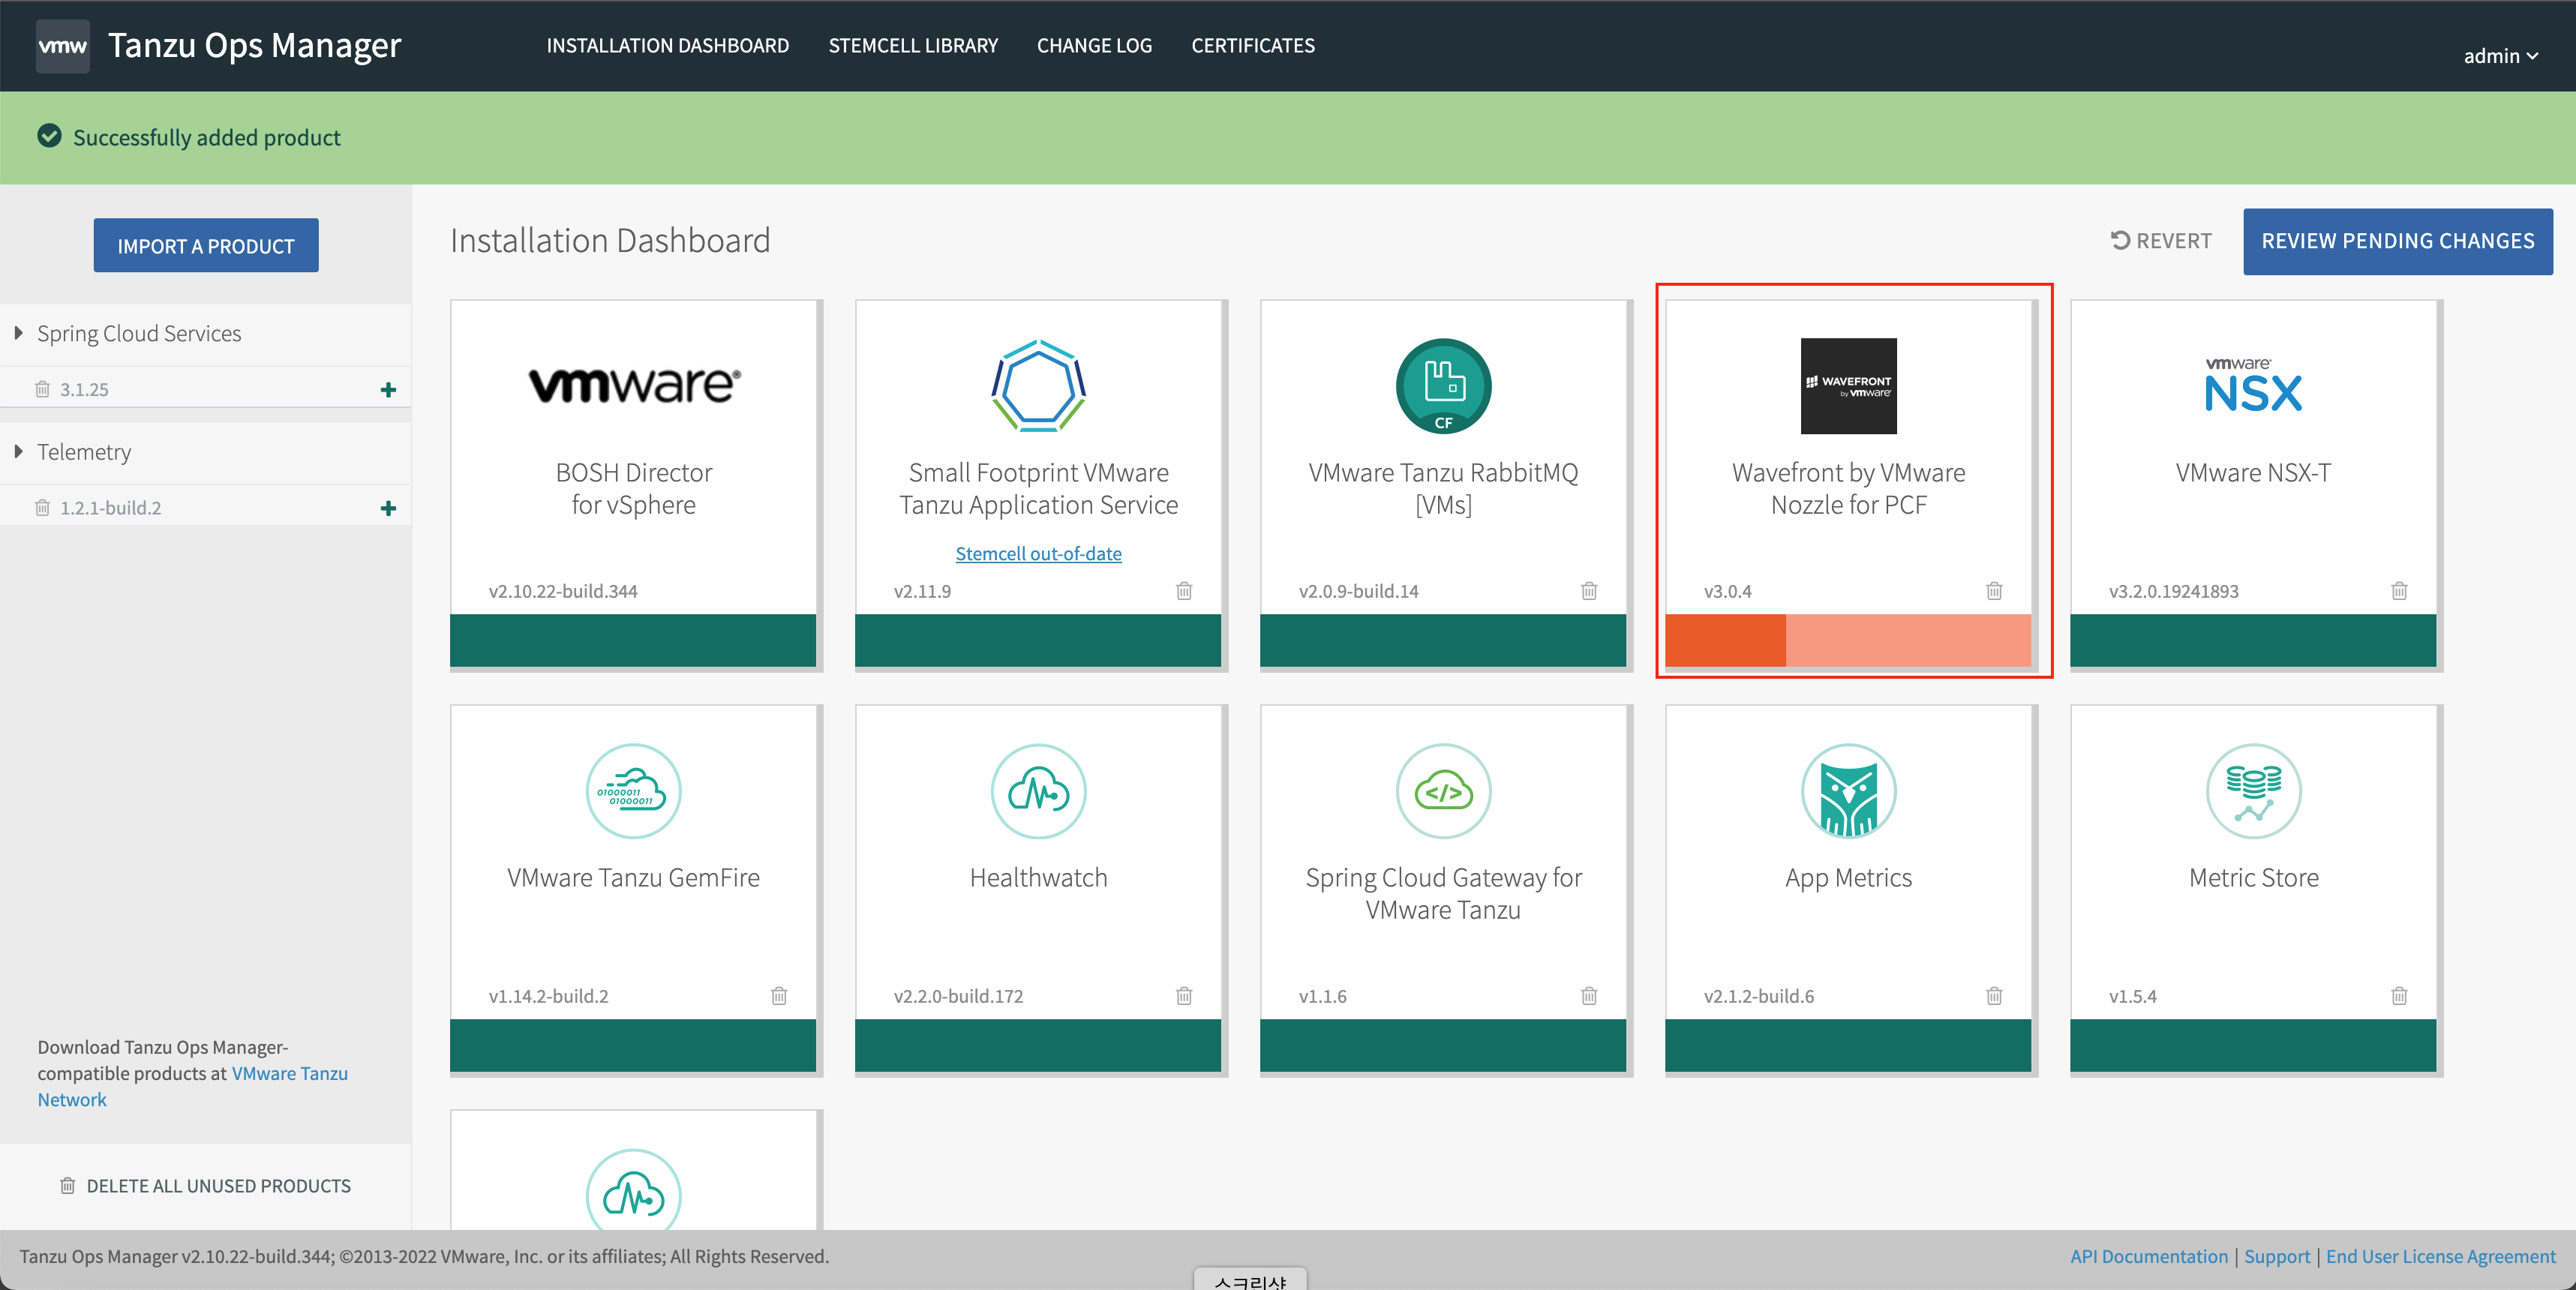 vmw Tanzu Ops Manager INSTALLATION DASHBOARD STEMCELL LIBRARY CHANGE LOG CERTIFICATES admin
Successfully added product
IMPORT A PRODUCT
Spring Cloud Services
3.1.25
Telemetry
1.2.1-build.2
Download Tanzu Ops Manager-
compatible products at VMware Tanzu
Network
DELETE ALL UNUSED PRODUCTS
Installation Dashboard
REVERT
REVIEW PENDING CHANGES
vmware®
BOSH Director
for vSphere
v2.10.22-build.344
Small Footprint VMware
Tanzu Application Service
Stemcell out-of-date
v2.11.9
CF
VMware Tanzu RabbitMQ
[VMs]
v2.0.9-build.14
WAVEFRONT
by vmware
Wavefront by VMware
Nozzle for PCF
v3.0.4
vmware
NSX
VMware NSX-T
v3.2.0.19241893
01000011
01000011
VMware Tanzu GemFire
v1.14.2-build.2
Healthwatch
v2.2.0-build.172
</>
Spring Cloud Gateway for
VMware Tanzu
v1.1.6
App Metrics
v2.1.2-build.6
Metric Store
v1.5.4
Tanzu Ops Manager v2.10.22-build.344; ©2013-2022 VMware, Inc. or its affiliates; All Rights Reserved.
API Documentation | Support | End User License Agreement
스크린샷